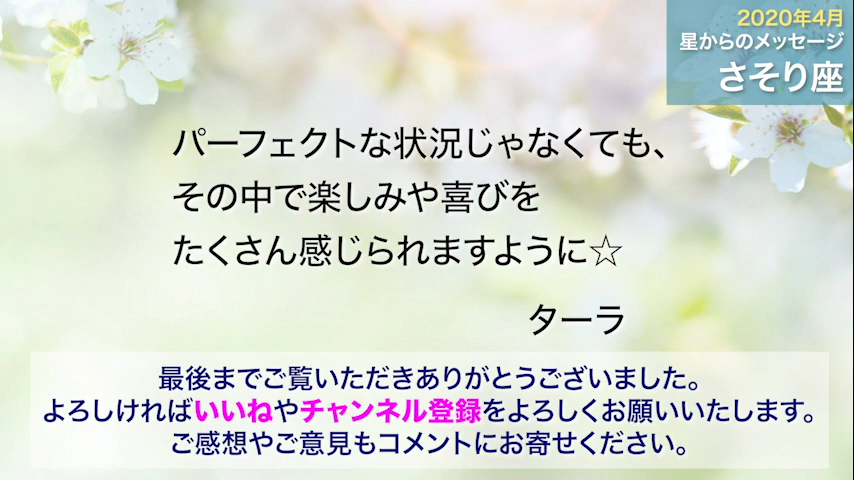 2020年4月
星からのメッセージ
さそり座
パーフェクトな状況じゃなくても、
その中で楽しみや喜びを
たくさん感じられますように☆
ターラ
最後までご覧いただきありがとうございました。
よろしければいいねやチャンネル登録をよろしくお願いいたします。
ご感想やご意見もコメントにお寄せください。